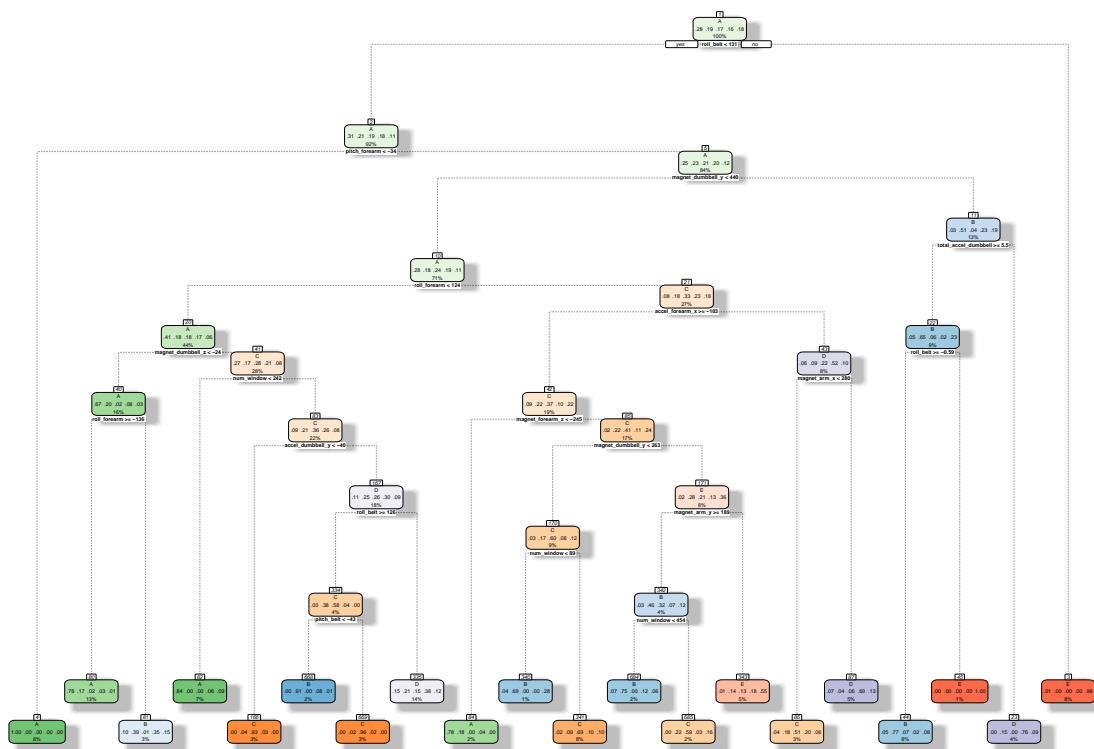 1
A
.28 .19 .17 .16 .18
100%
yes roll_belt < 131 no
2
A
.31 .21 .19 .18 .11
92%
pitch_forearm < −34
5
A
.25 .23 .21 .20 .12
84%
magnet_dumbbell_y < 440
11
B
.03 .51 .04 .23 .19
13%
total_accel_dumbbell >= 5.5
10
A
.28 .18 .24 .19 .11
71%
roll_forearm < 124
21
C
.08 .18 .33 .23 .18
27%
accel_forearm_x >= −103
20
A
.41 .18 .18 .17 .06
44%
magnet_dumbbell_z < −24
22
B
.05 .65 .06 .02 .23
9%
roll_belt >= −0.59
41
C
.27 .17 .28 .21 .08
28%
num_window < 242
43
D
.06 .09 .22 .52 .10
8%
magnet_arm_x < 280
40
A
.67 .20 .02 .08 .03
16%
roll_forearm >= −136
42
C
.09 .22 .37 .10 .22
19%
magnet_forearm_z < −245
83
C
.09 .21 .36 .26 .08
22%
accel_dumbbell_y < −40
85
C
.02 .22 .41 .11 .24
17%
magnet_dumbbell_y < 263
167
D
.11 .25 .26 .30 .09
18%
roll_belt >= 126
171
E
.02 .28 .21 .13 .36
8%
magnet_arm_y >= 189
170
C
.03 .17 .60 .08 .12
9%
num_window < 89
334
C
.00 .38 .58 .04 .00
4%
pitch_belt < −43
342
B
.03 .46 .32 .07 .12
4%
num_window < 454
80
A
.78 .17 .02 .03 .01
13%
82
A
.84 .00 .00 .06 .09
7%
668
B
.00 .91 .00 .08 .01
2%
335
D
.15 .21 .15 .38 .12
14%
340
B
.04 .69 .00 .00 .28
1%
684
B
.07 .75 .00 .12 .06
2%
343
E
.01 .14 .13 .18 .55
5%
87
D
.07 .04 .06 .69 .13
5%
45
E
.00 .00 .00 .00 1.00
1%
4
A
1.00 .00 .00 .00 .00
8%
81
B
.10 .39 .01 .35 .15
3%
166
C
.00 .04 .93 .03 .00
3%
669
C
.00 .02 .96 .02 .00
3%
84
A
.78 .18 .00 .04 .00
2%
341
C
.02 .09 .69 .10 .10
8%
685
C
.00 .22 .59 .03 .16
2%
86
C
.04 .18 .51 .20 .06
3%
44
B
.05 .77 .07 .02 .08
8%
23
D
.00 .15 .00 .76 .09
4%
3
E
.01 .00 .00 .00 .99
8%